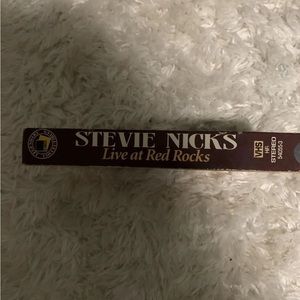 STEVIE NICKS
Live at Red Rocks
VHS
HiFi
STEREO